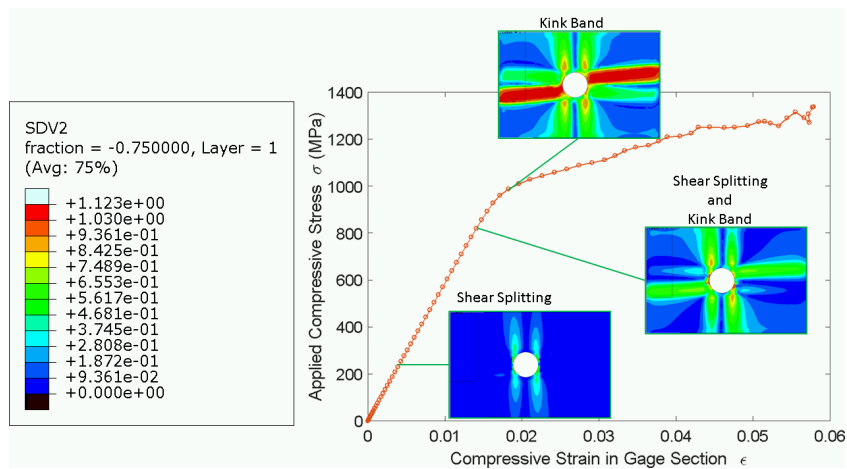 SDV2
fraction = -0.750000, Layer = 1
(Avg: 75%)
+1.123e+00
+1.030e+00
+9.361e-01
+8.425e-01
+7.489e-01
+6.553e-01
+5.617e-01
+4.681e-01
+3.745e-01
+2.808e-01
+1.872e-01
+9.361e-02
+0.000e+00
Kink Band
Shear Splitting
and
Kink Band
Shear Splitting
Applied Compressive Stress σ (MPa)
1400
1200
1000
800
600
400
200
0
0
0.01
0.02
0.03
0.04
0.05
0.06
Compressive Strain in Gage Section ϵ